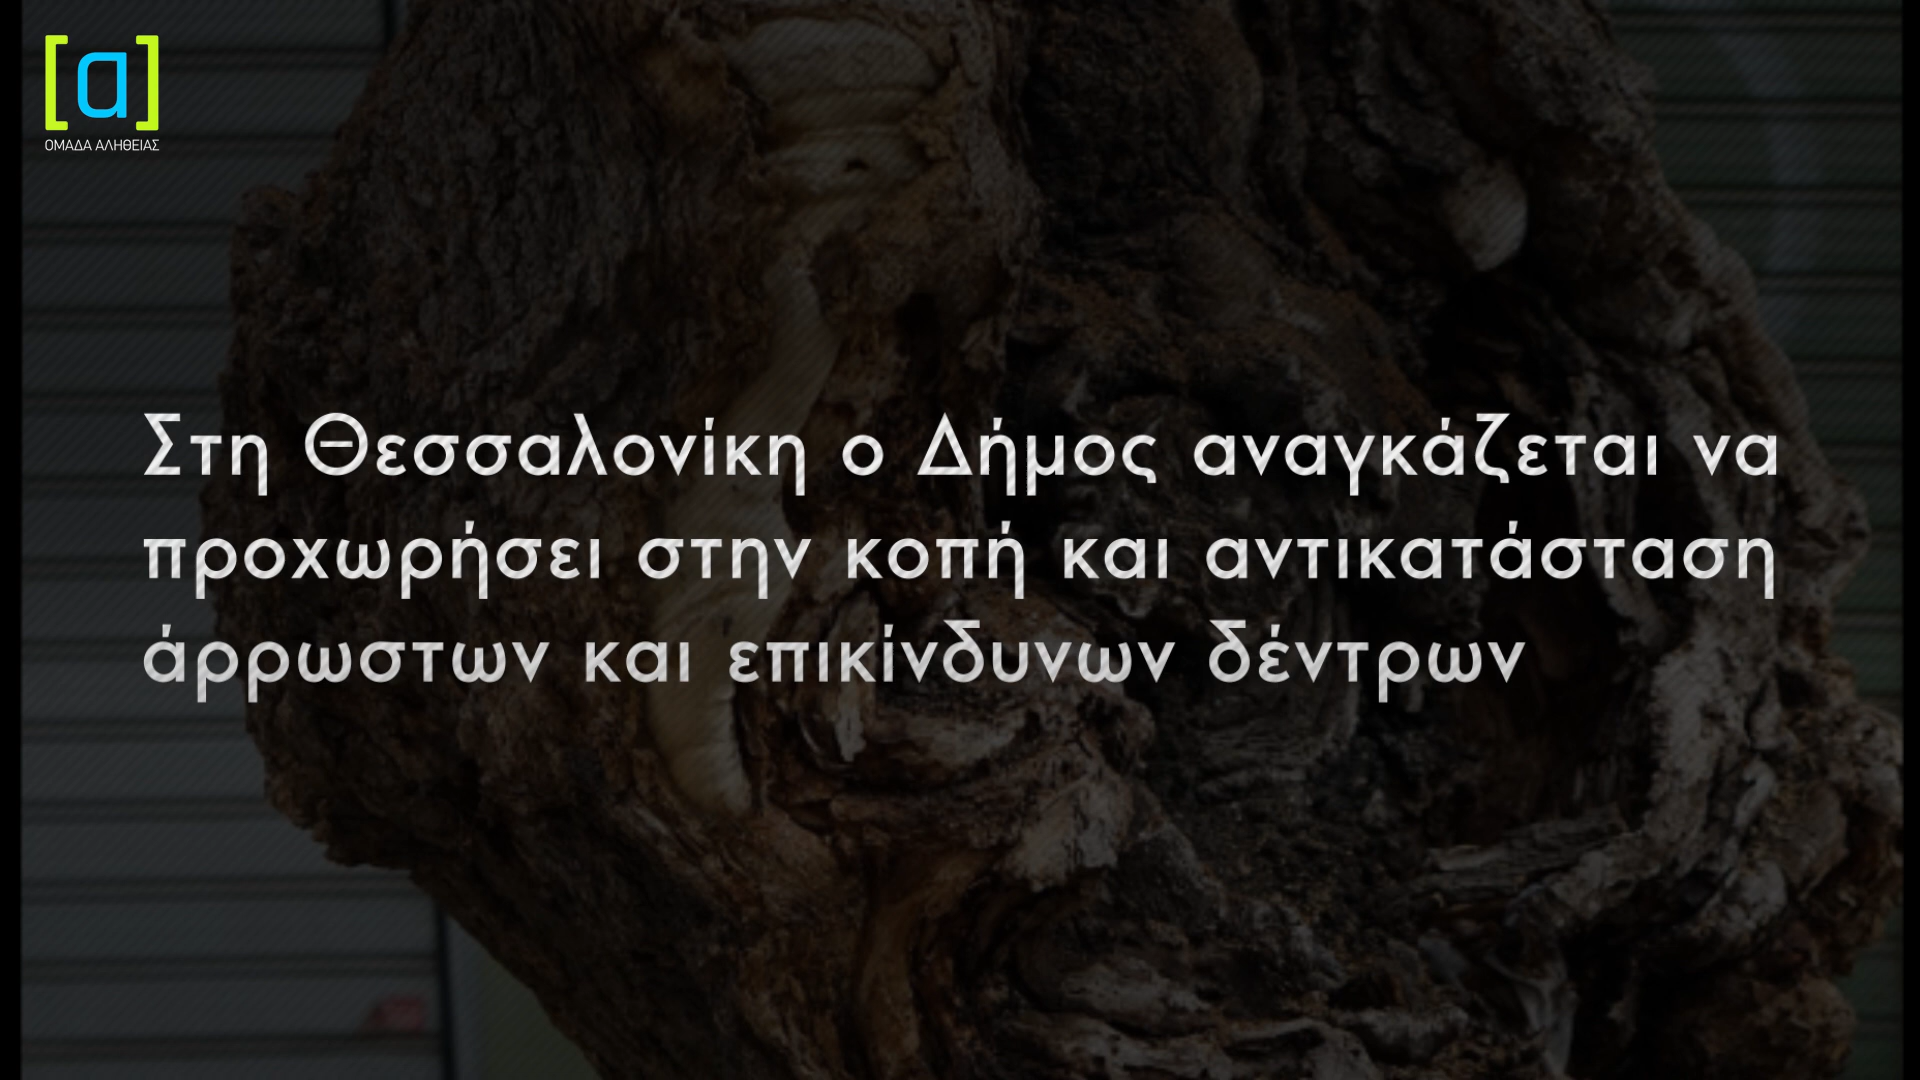 [α]
ΟΜΑΔΑ ΑΛΗΘΕΙΑΣ
Στη Θεσσαλονίκη ο Δήμος αναγκάζεται να
προχωρήσει στην κοπή και αντικατάσταση
άρρωστων και επικίνδυνων δέντρων